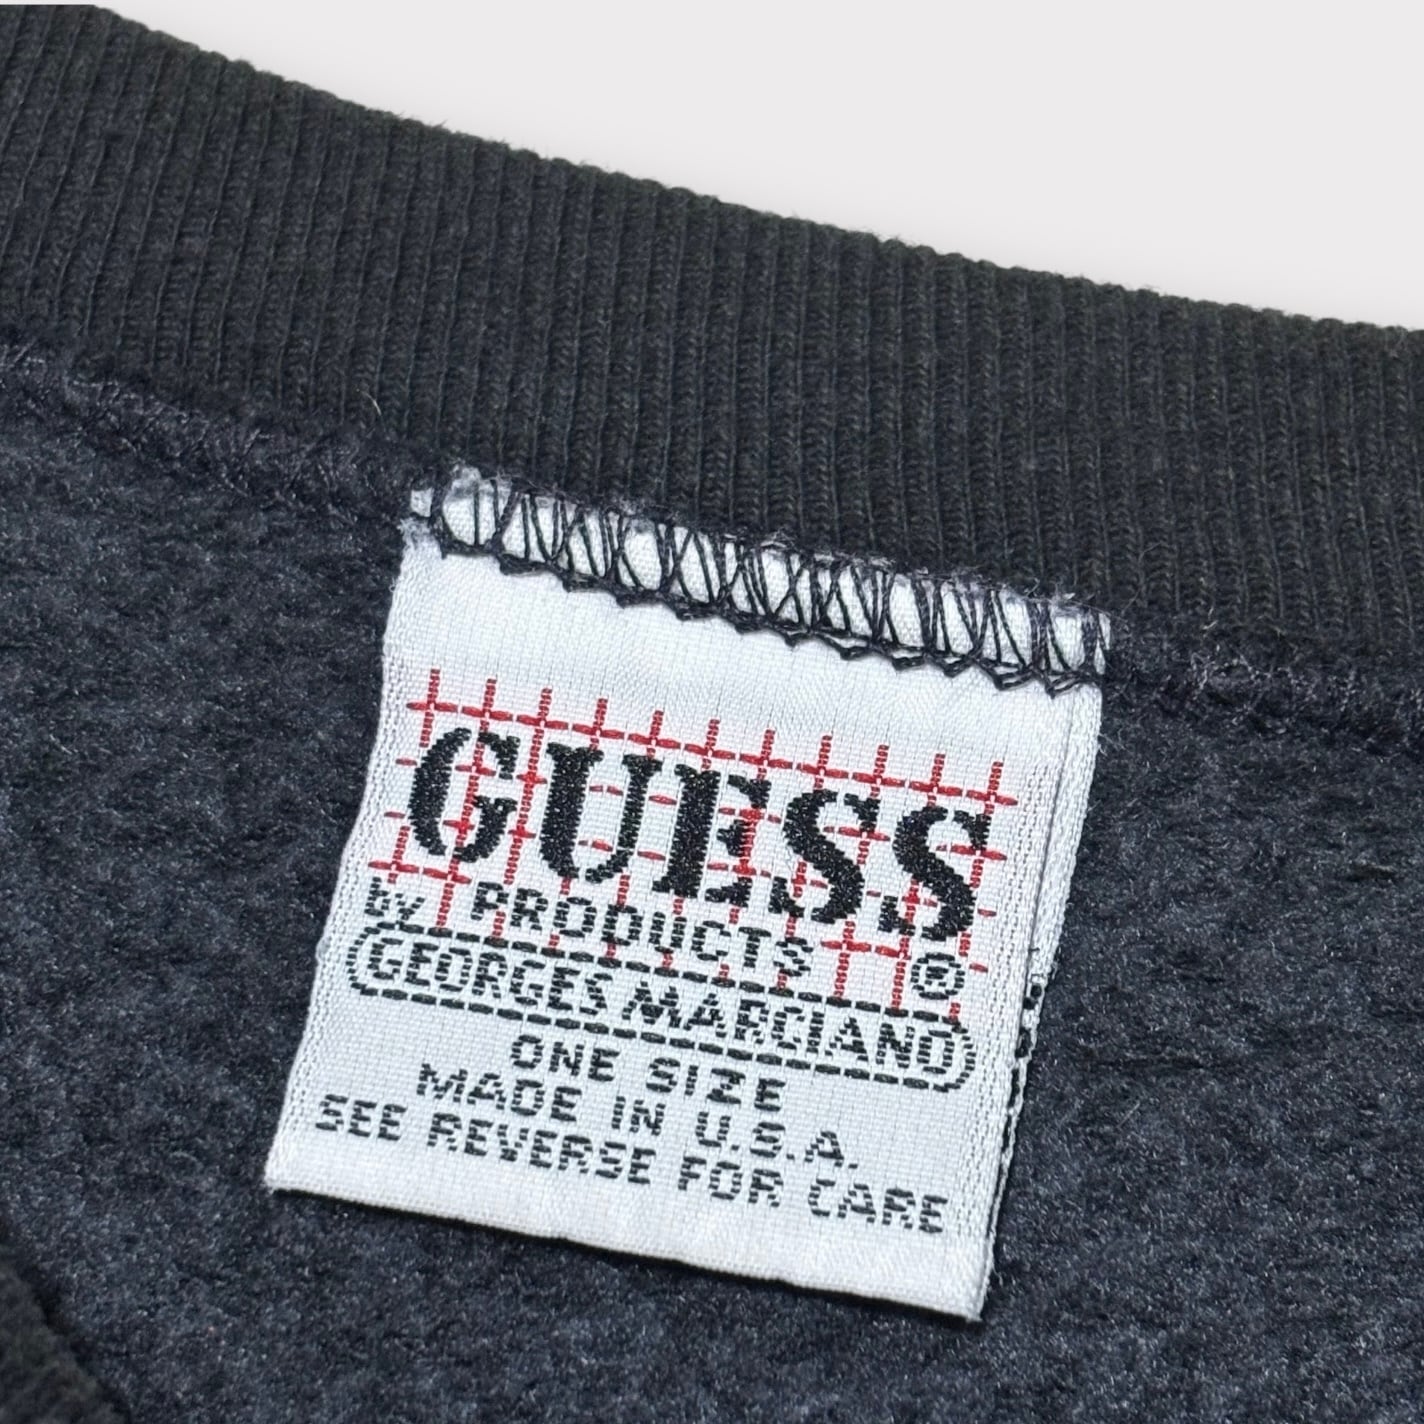 GUESS
BY PRODUCTS ®
GEORGES MARCIANO
ONE SIZE
MADE IN U.S.A.
SEE REVERSE FOR CARE